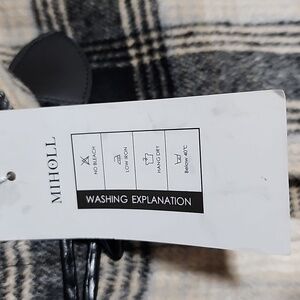 MIHOLL
NO BLEACH
LOW IRON
HANG DRY
Below 40°C
WASHING EXPLANATION